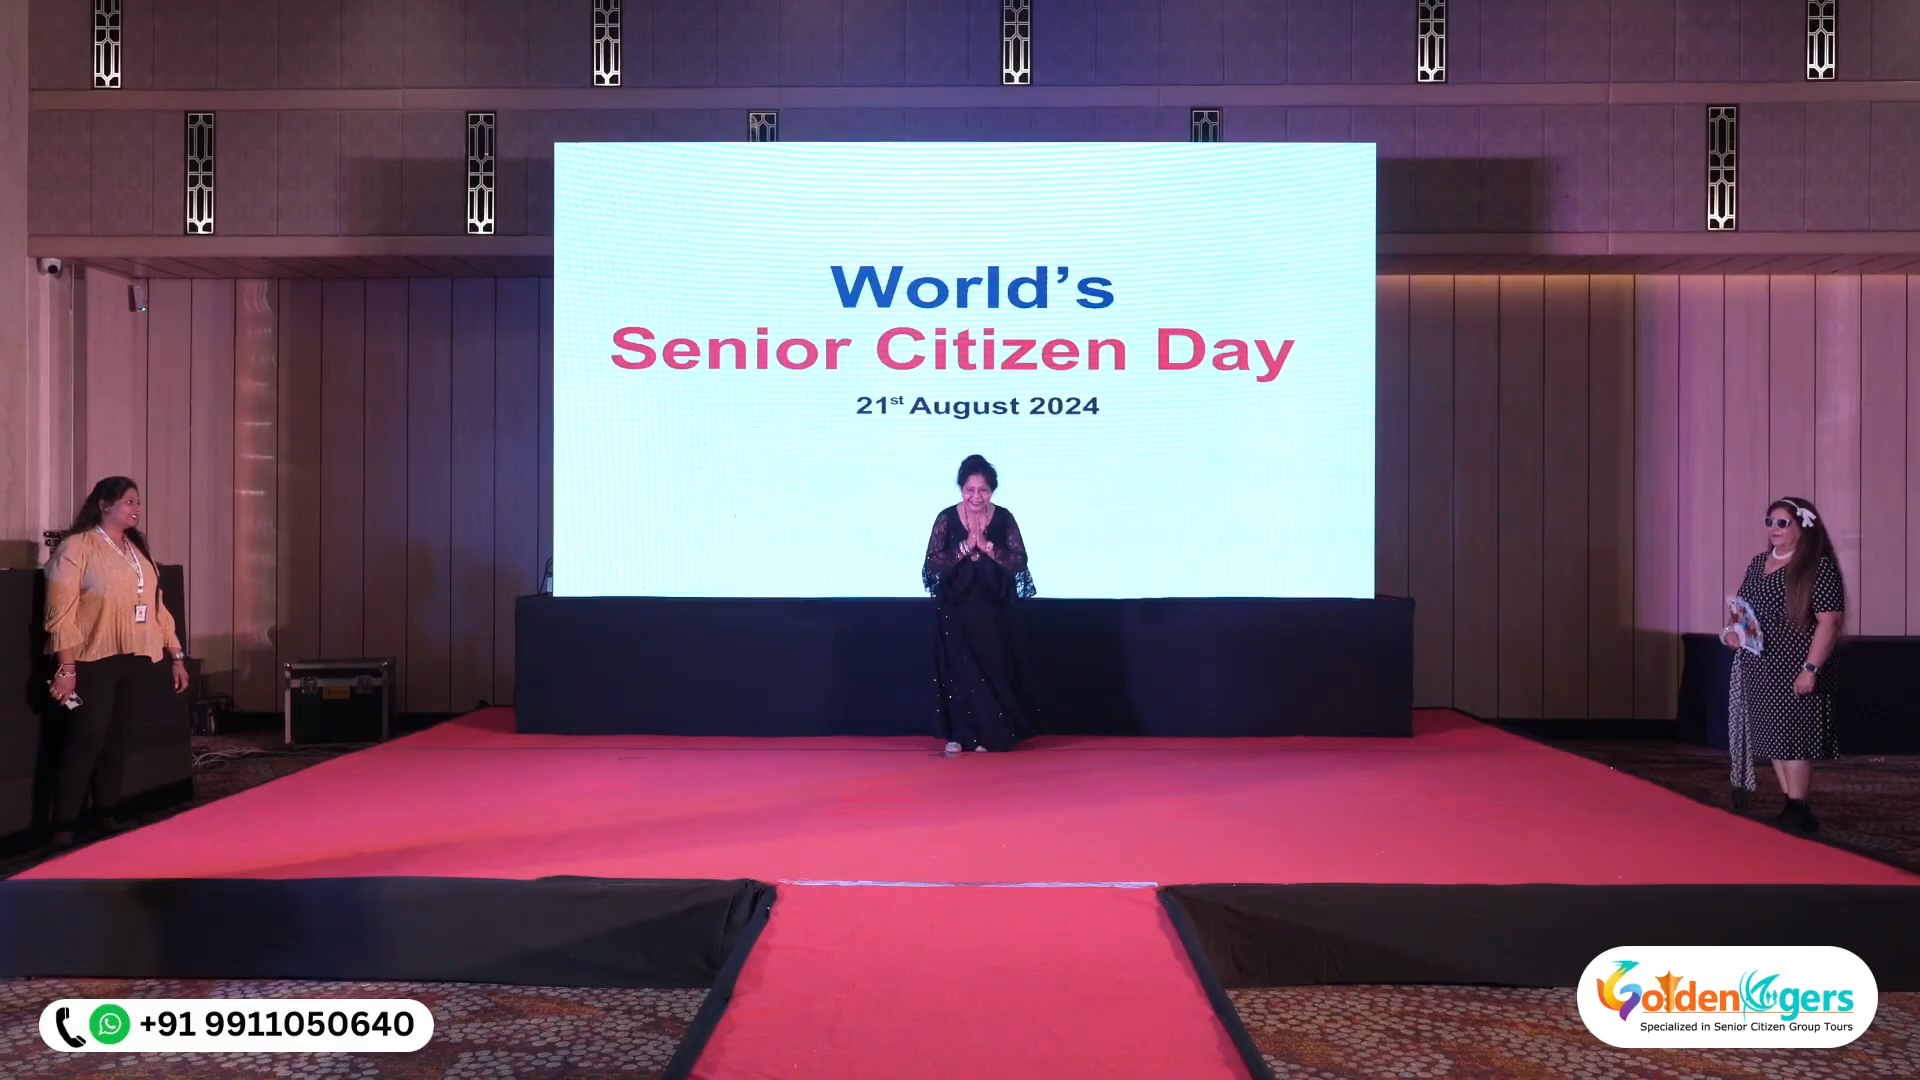 World's
Senior Citizen Day
21st August 2024
+91 9911050640
Golden Agers
Specialized in Senior Citizen Group Tours